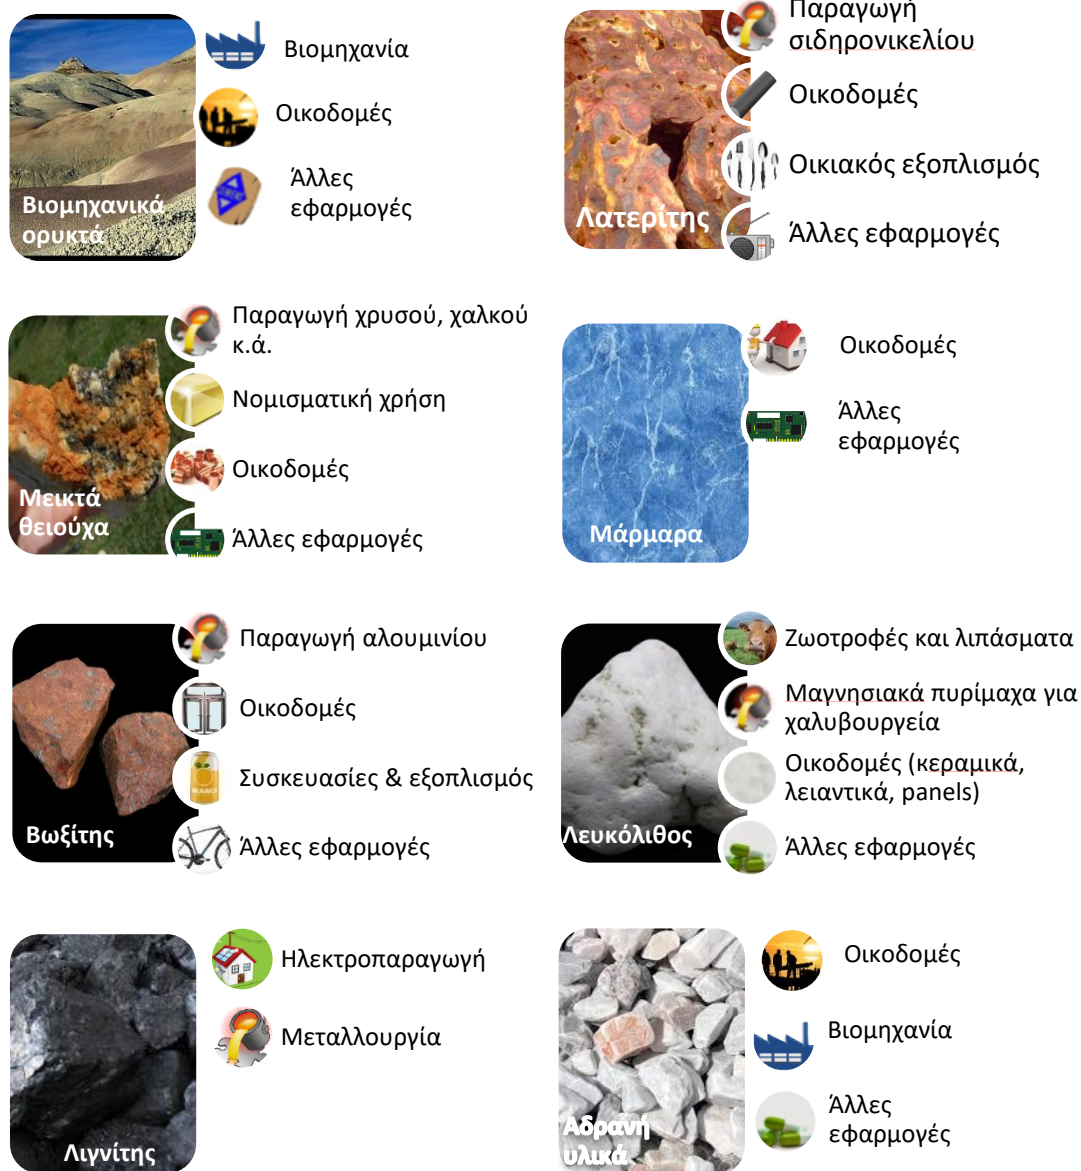 Βιομηχανία
Οικοδομές
Άλλες
εφαρμογές
Βιομηχανικά
ορυκτά
Παραγωγή
σιδηρονικελίου
Οικοδομές
Οικιακός εξοπλισμός
Άλλες εφαρμογές
Λατερίτης
Παραγωγή χρυσού, χαλκού
κ.ά.
Νομισματική χρήση
Οικοδομές
Άλλες εφαρμογές
Μεικτά
θειούχα
Οικοδομές
Άλλες
εφαρμογές
Μάρμαρα
Παραγωγή αλουμινίου
Οικοδομές
Συσκευασίες & εξοπλισμός
Άλλες εφαρμογές
Βωξίτης
Ζωοτροφές και λιπάσματα
Μαγνησιακά πυρίμαχα για
χαλυβουργεία
Οικοδομές (κεραμικά,
λειαντικά, panels)
Άλλες εφαρμογές
Λευκόλιθος
Ηλεκτροπαραγωγή
Μεταλλουργία
Λιγνίτης
Οικοδομές
Βιομηχανία
Άλλες
εφαρμογές
Αδρανή
υλικά